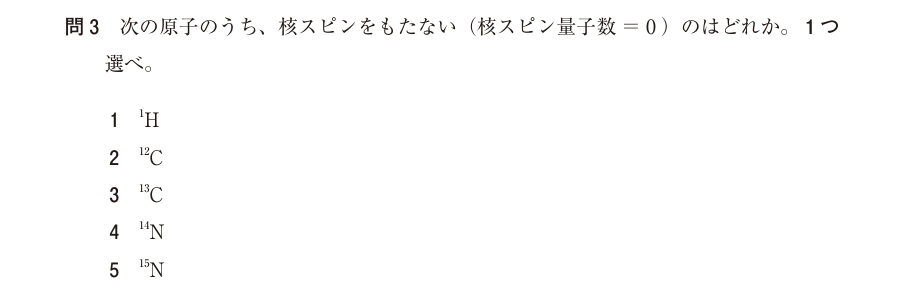 問3 次の原子のうち、核スピンをもたない（核スピン量子数 = 0）のはどれか。1つ
選べ。
1 ¹H
2 ¹²C
3 ¹³C
4 ¹⁴N
5 ¹⁵N